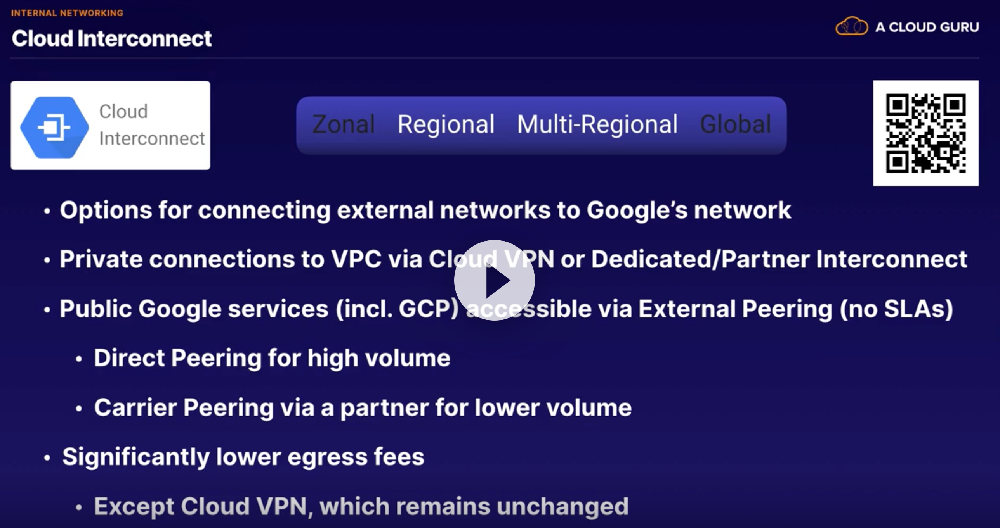 INTERNAL NETWORKING
Cloud Interconnect
A CLOUD GURU
Cloud
Interconnect
Zonal Regional Multi-Regional Global
• Options for connecting external networks to Google’s network
• Private connections to VPC via Cloud VPN or Dedicated/Partner Interconnect
• Public Google services (incl. GCP) accessible via External Peering (no SLAs)
• Direct Peering for high volume
• Carrier Peering via a partner for lower volume
• Significantly lower egress fees
• Except Cloud VPN, which remains unchanged